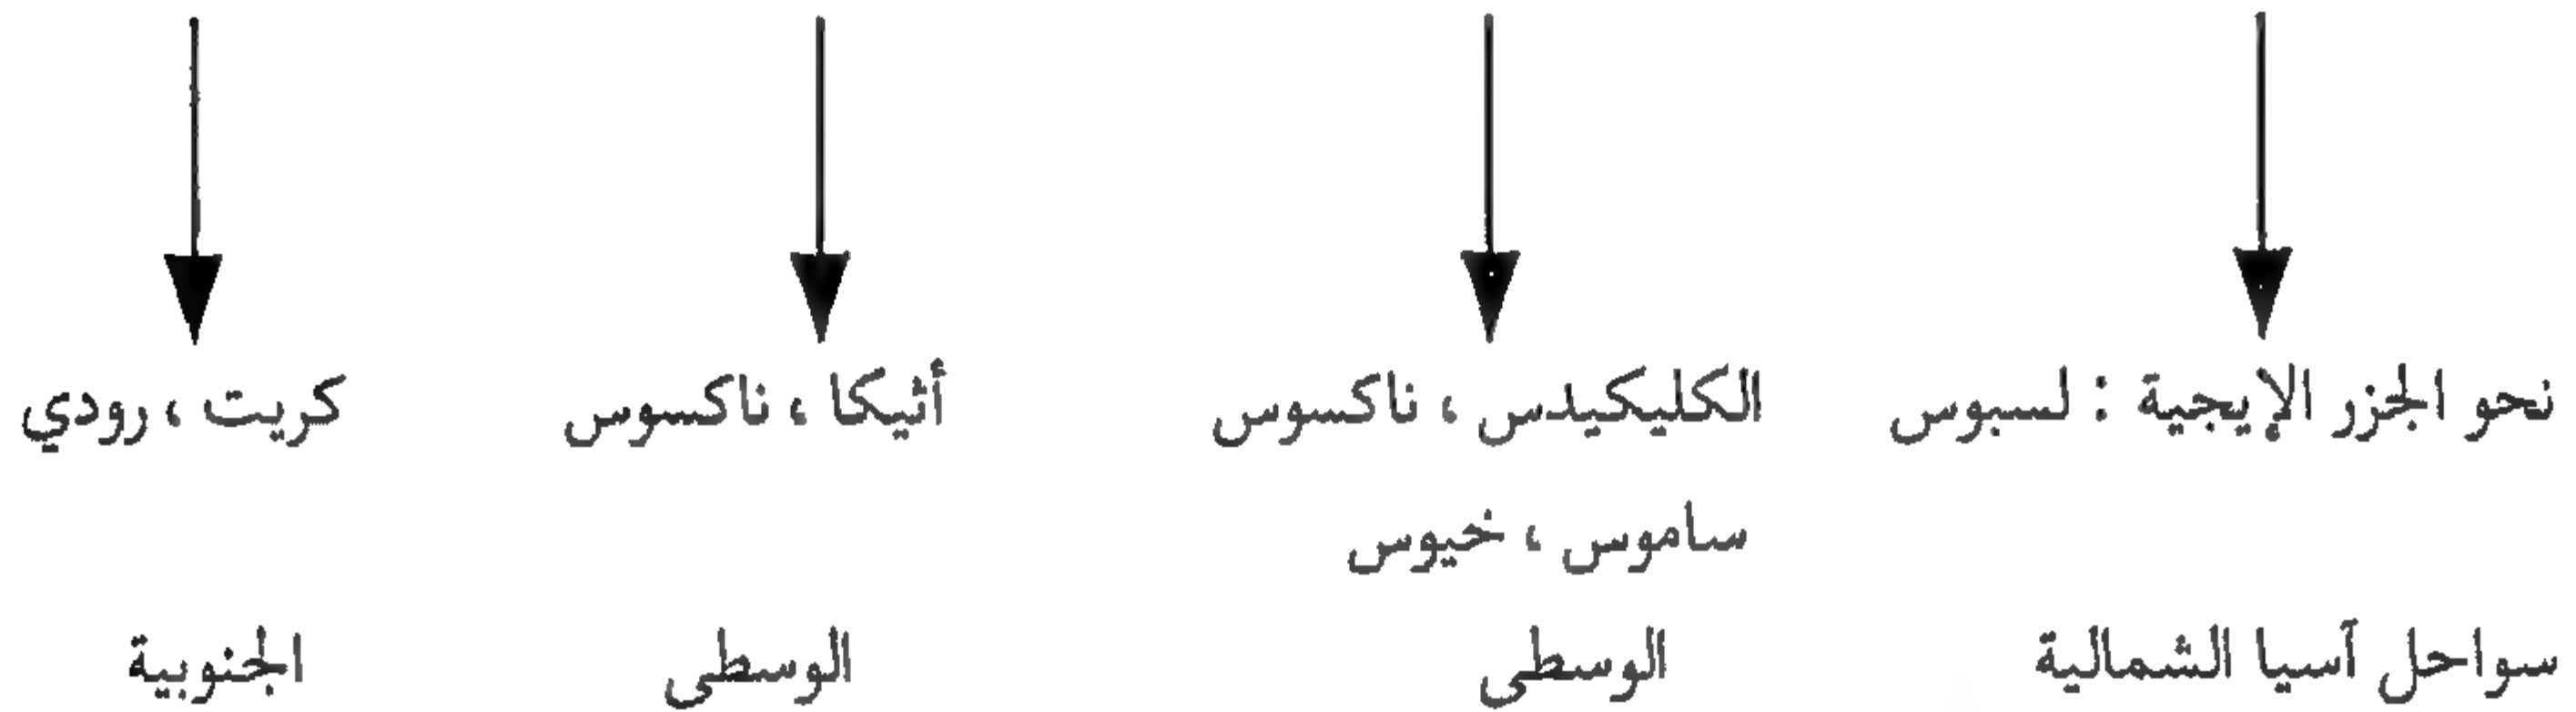 نحو الجزر الإيجية : لسبوس الكليكيدس ، ناكسوس أثيكا ، ناكسوس كريت ، رودي
ساموس ، خيوس
سواحل آسيا الشمالية الوسطى الوسطى الجنوبية